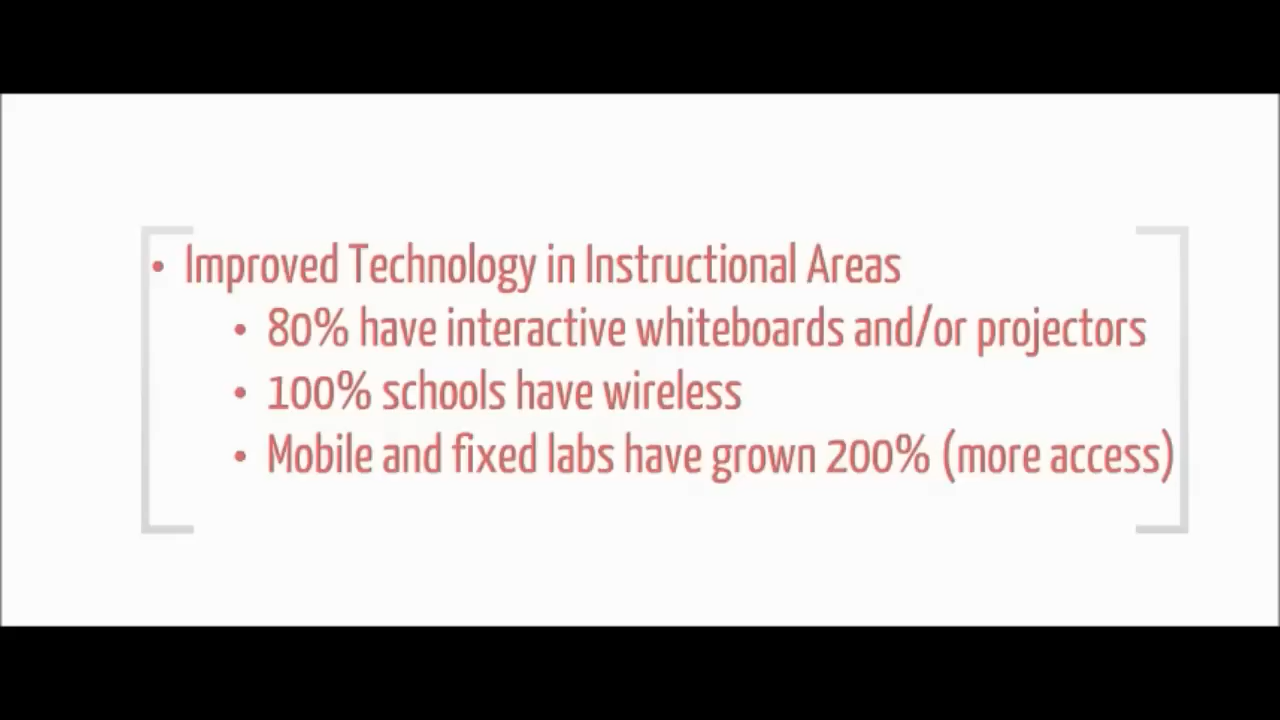 • Improved Technology in Instructional Areas
• 80% have interactive whiteboards and/or projectors
• 100% schools have wireless
• Mobile and fixed labs have grown 200% (more access)